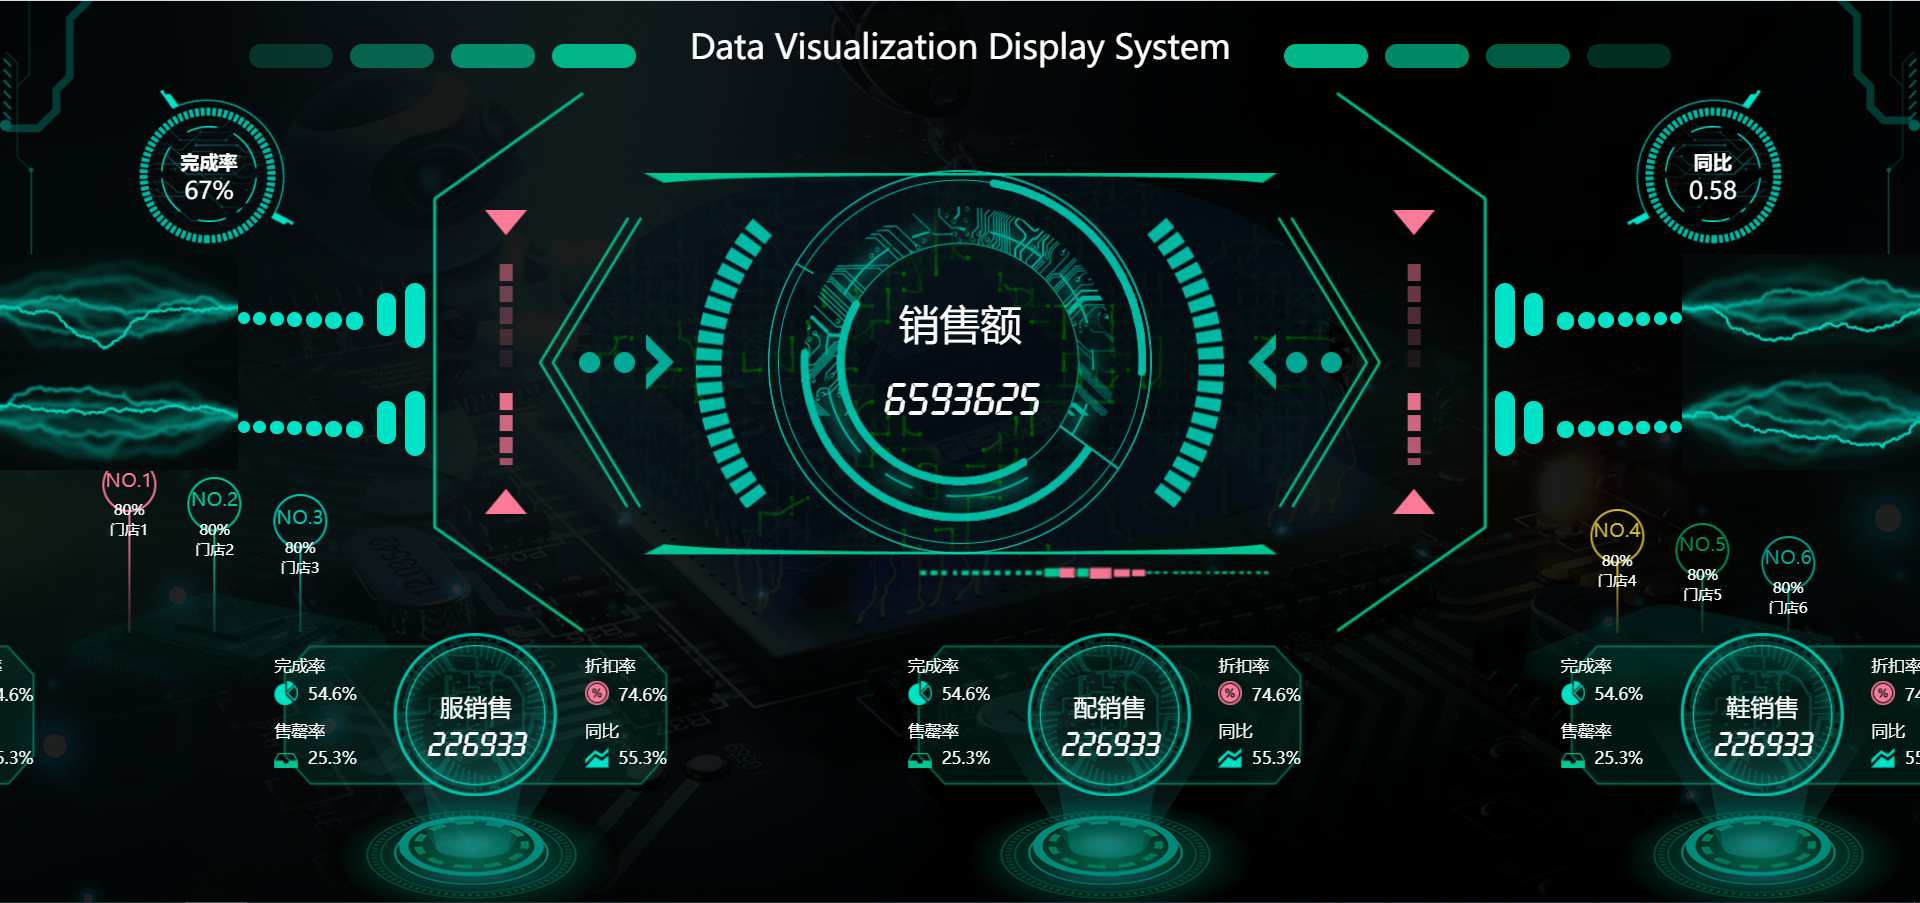 Data Visualization Display System
完成率
67%
同比
0.58
销售额
6593625
NO.1
80%
门店1
NO.2
80%
门店2
NO.3
80%
门店3
NO.4
80%
门店4
NO.5
80%
门店5
NO.6
80%
门店6
4.6%
5.3%
完成率
54.6%
售罄率
25.3%
服销售
226933
折扣率
74.6%
同比
55.3%
完成率
54.6%
售罄率
25.3%
配销售
226933
折扣率
74.6%
同比
55.3%
完成率
54.6%
售罄率
25.3%
鞋销售
226933
折扣率
74
同比
55